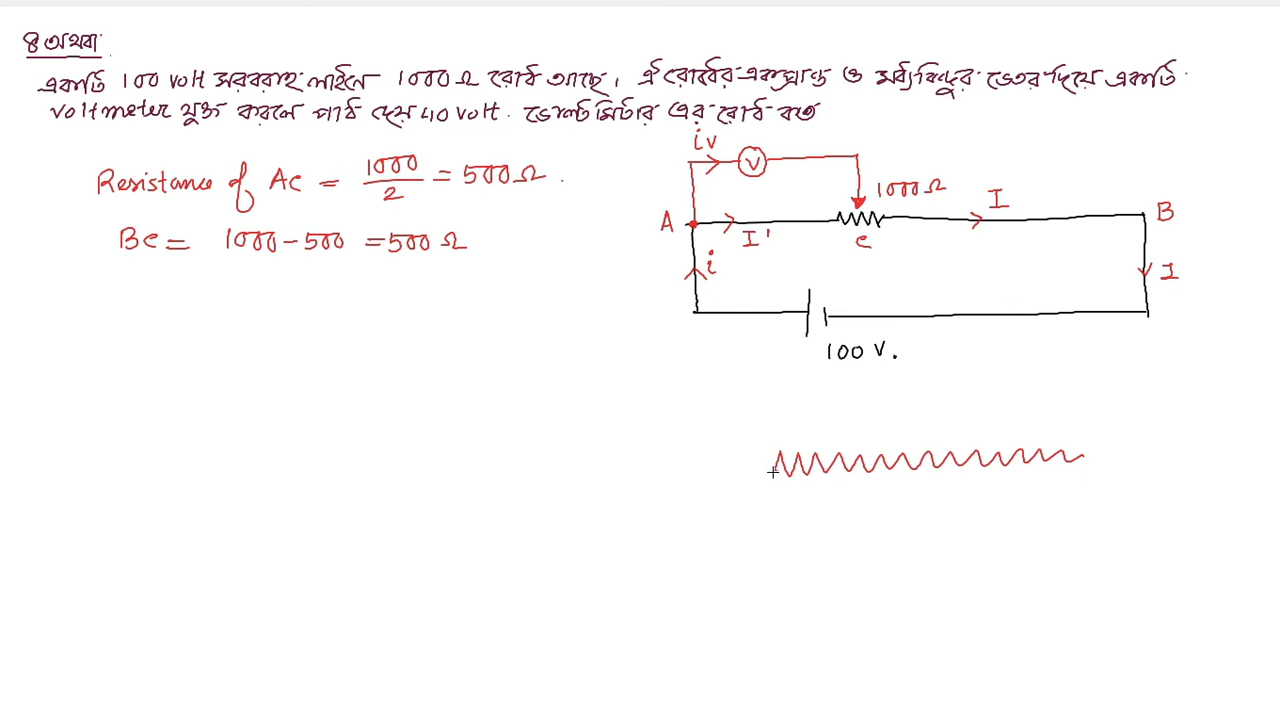 ৪ অথবা
একটি 100 volt সরবরাহ লাইনে 1000 Ω রোধ আছে। ঐ রোধের একপ্রান্ত ও মধ্যবিন্দুর ভেতর দিয়ে একটি
voltmeter যুক্ত করলে পাঠ দেয় 40 volt. ভোল্টমিটার এর রোধ কত
iv
V
Resistance of AC = 1000/2 = 500 Ω .
1000 Ω
I
A
B
I'
C
BC = 1000 - 500 = 500 Ω
i
I
100 V.